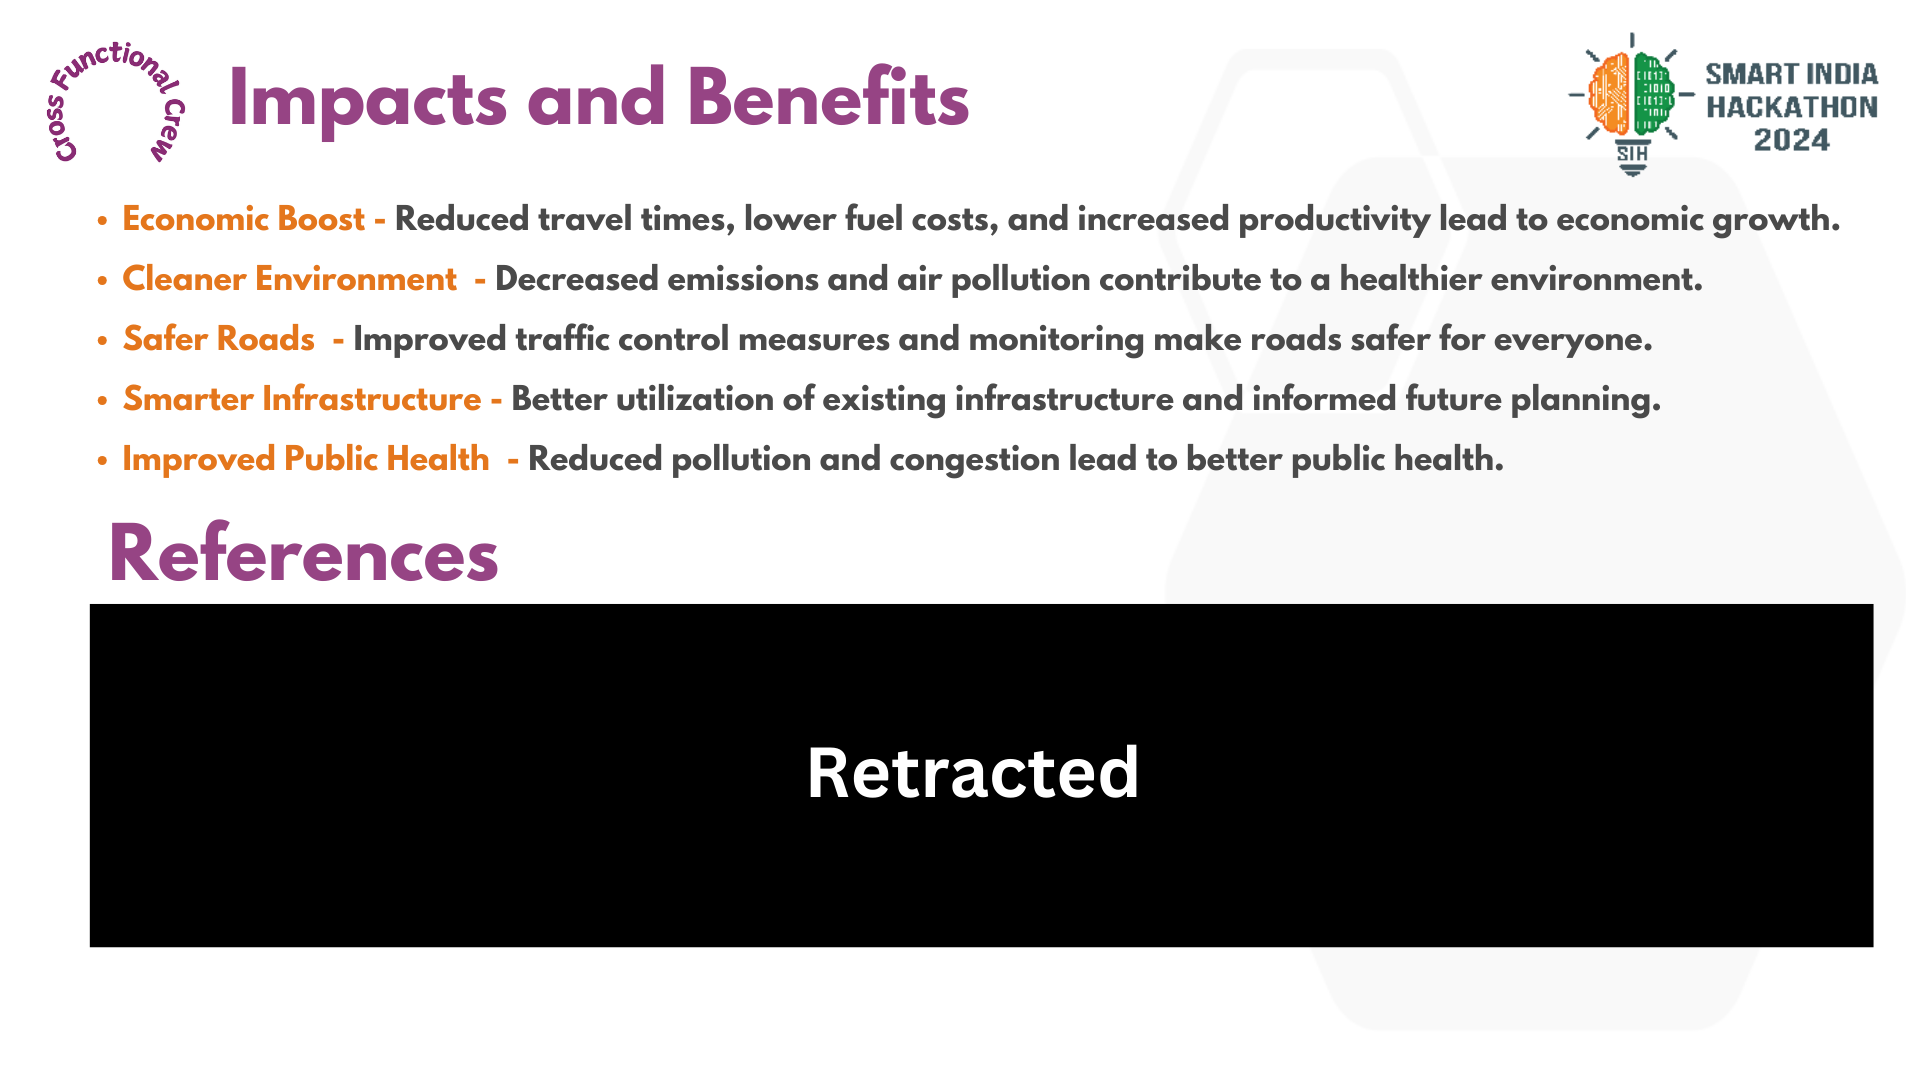 Cross Functional Crew
Impacts and Benefits
SMART INDIA
HACKATHON
2024
SIH
• Economic Boost - Reduced travel times, lower fuel costs, and increased productivity lead to economic growth.
• Cleaner Environment - Decreased emissions and air pollution contribute to a healthier environment.
• Safer Roads - Improved traffic control measures and monitoring make roads safer for everyone.
• Smarter Infrastructure - Better utilization of existing infrastructure and informed future planning.
• Improved Public Health - Reduced pollution and congestion lead to better public health.
References
Retracted